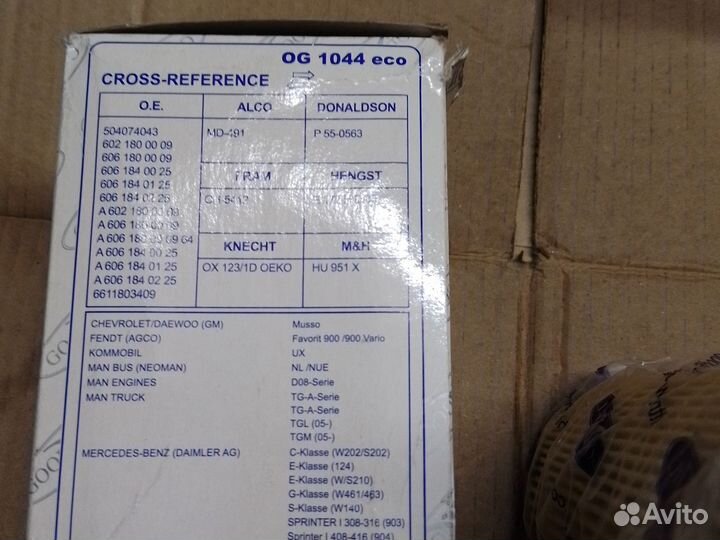 OG 1044 eco
CROSS-REFERENCE
O.E. ALCO DONALDSON
504074043 MD-491 P 55-0563
602 180 00 09
606 180 00 09
606 184 00 25 FRAM HENGST
606 184 01 25
606 184 02 25
A 602 180 00 09
A 606 180 00 09
A 606 184 00 25 KNECHT M&H
A 606 184 01 25 OX 123/1D OEKO HU 951 X
A 606 184 02 25
6611803409
CHEVROLET/DAEWOO (GM) Musso
FENDT (AGCO) Favorit 900 /900 Vario
KOMMOBIL UX
MAN BUS (NEOMAN) NL /NUE
MAN ENGINES D08-Serie
MAN TRUCK TG-A-Serie
TG-A-Serie
TGL (05-)
TGM (05-)
MERCEDES-BENZ (DAIMLER AG) C-Klasse (W202/S202)
E-Klasse (124)
E-Klasse (W/S210)
G-Klasse (W461/463)
S-Klasse (W140)
SPRINTER I 308-316 (903)
Sprinter I 408-416 (904)
Avito